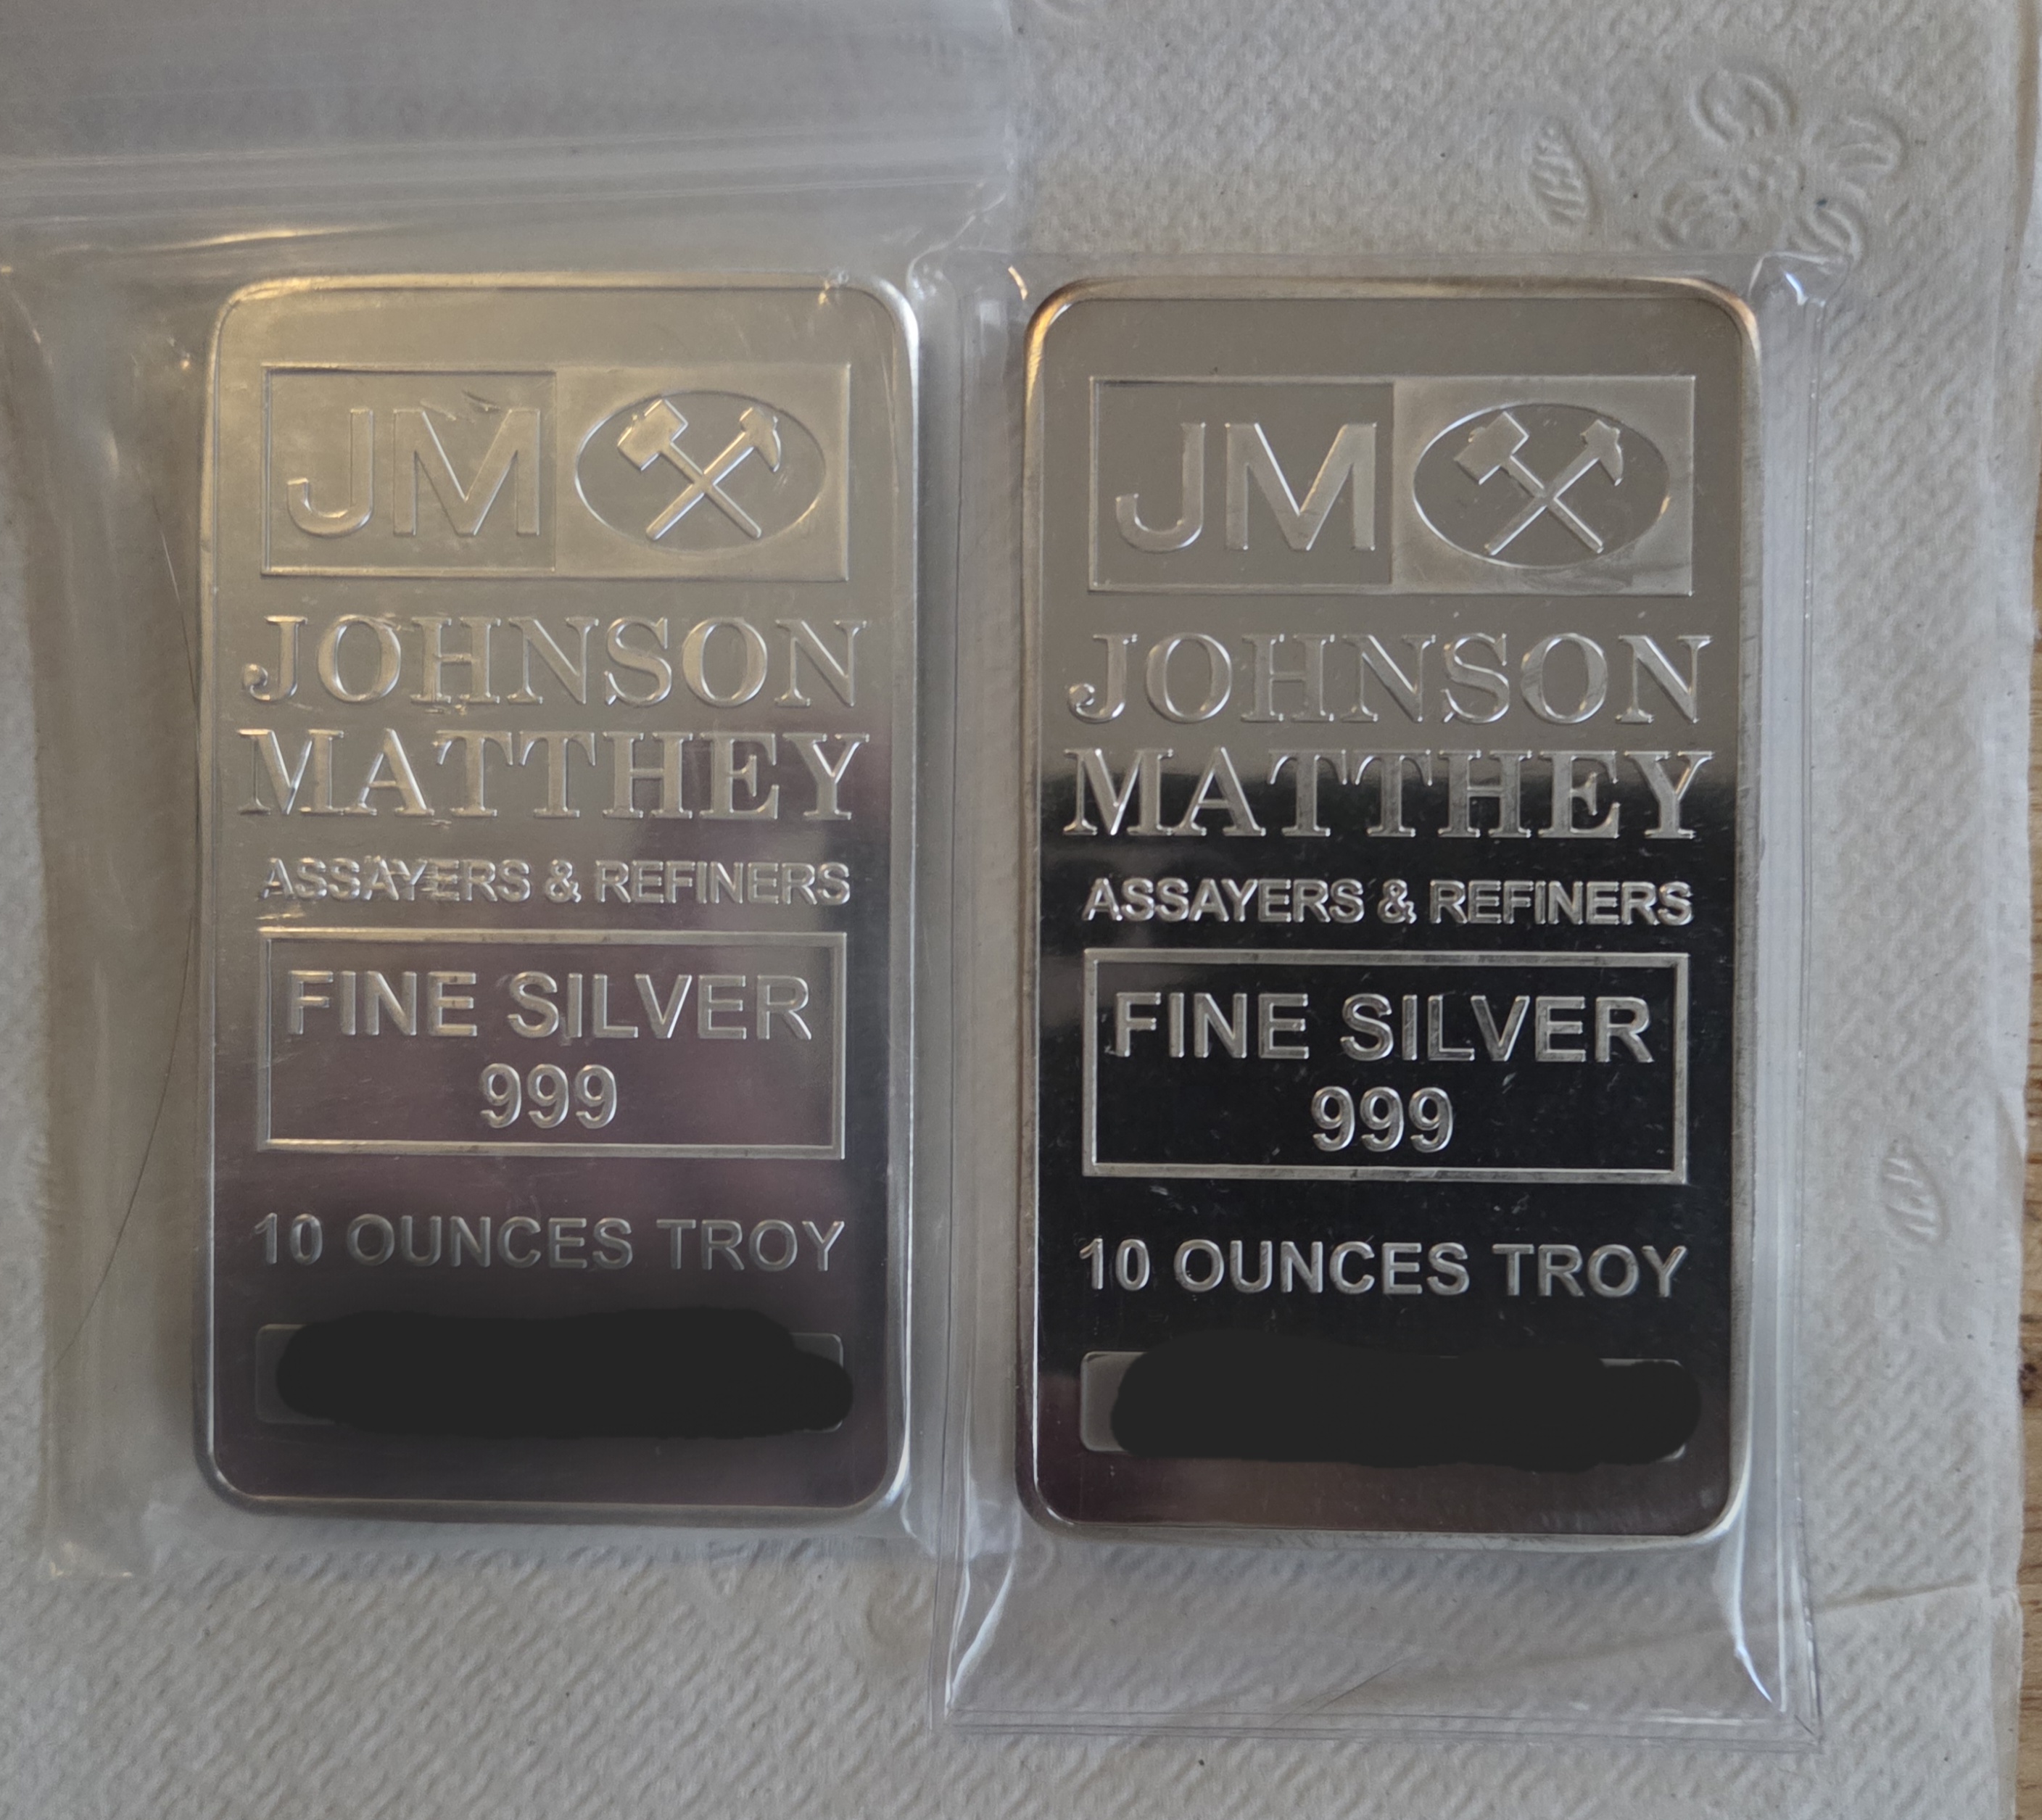 JM
JOHNSON
MATTHEY
ASSAYERS & REFINERS
FINE SILVER
999
10 OUNCES TROY
JM
JOHNSON
MATTHEY
ASSAYERS & REFINERS
FINE SILVER
999
10 OUNCES TROY